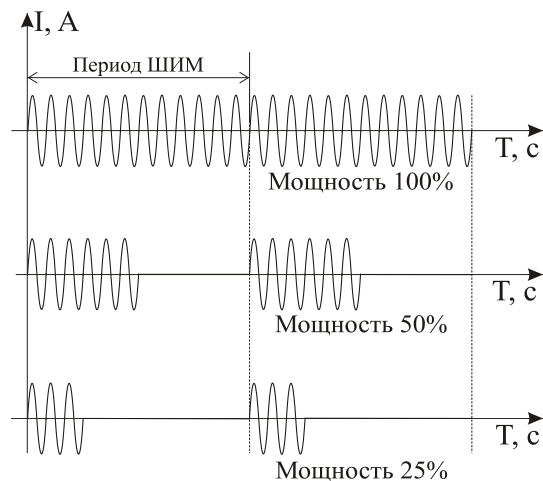 I, А
Период ШИМ
Т, с
Мощность 100%
Т, с
Мощность 50%
Т, с
Мощность 25%